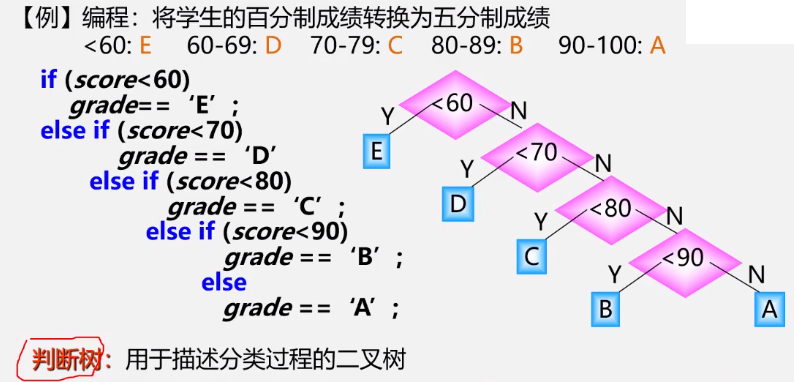 【例】编程：将学生的百分制成绩转换为五分制成绩
<60: E 60-69: D 70-79: C 80-89: B 90-100: A
if (score<60)
grade== ‘E’ ;
else if (score<70)
grade == ‘D’
else if (score<80)
grade == ‘C’ ;
else if (score<90)
grade == ‘B’ ;
else
grade == ‘A’ ;
<60
Y N
E
<70
Y N
D
<80
Y N
C
<90
Y N
B A
判断树：用于描述分类过程的二叉树